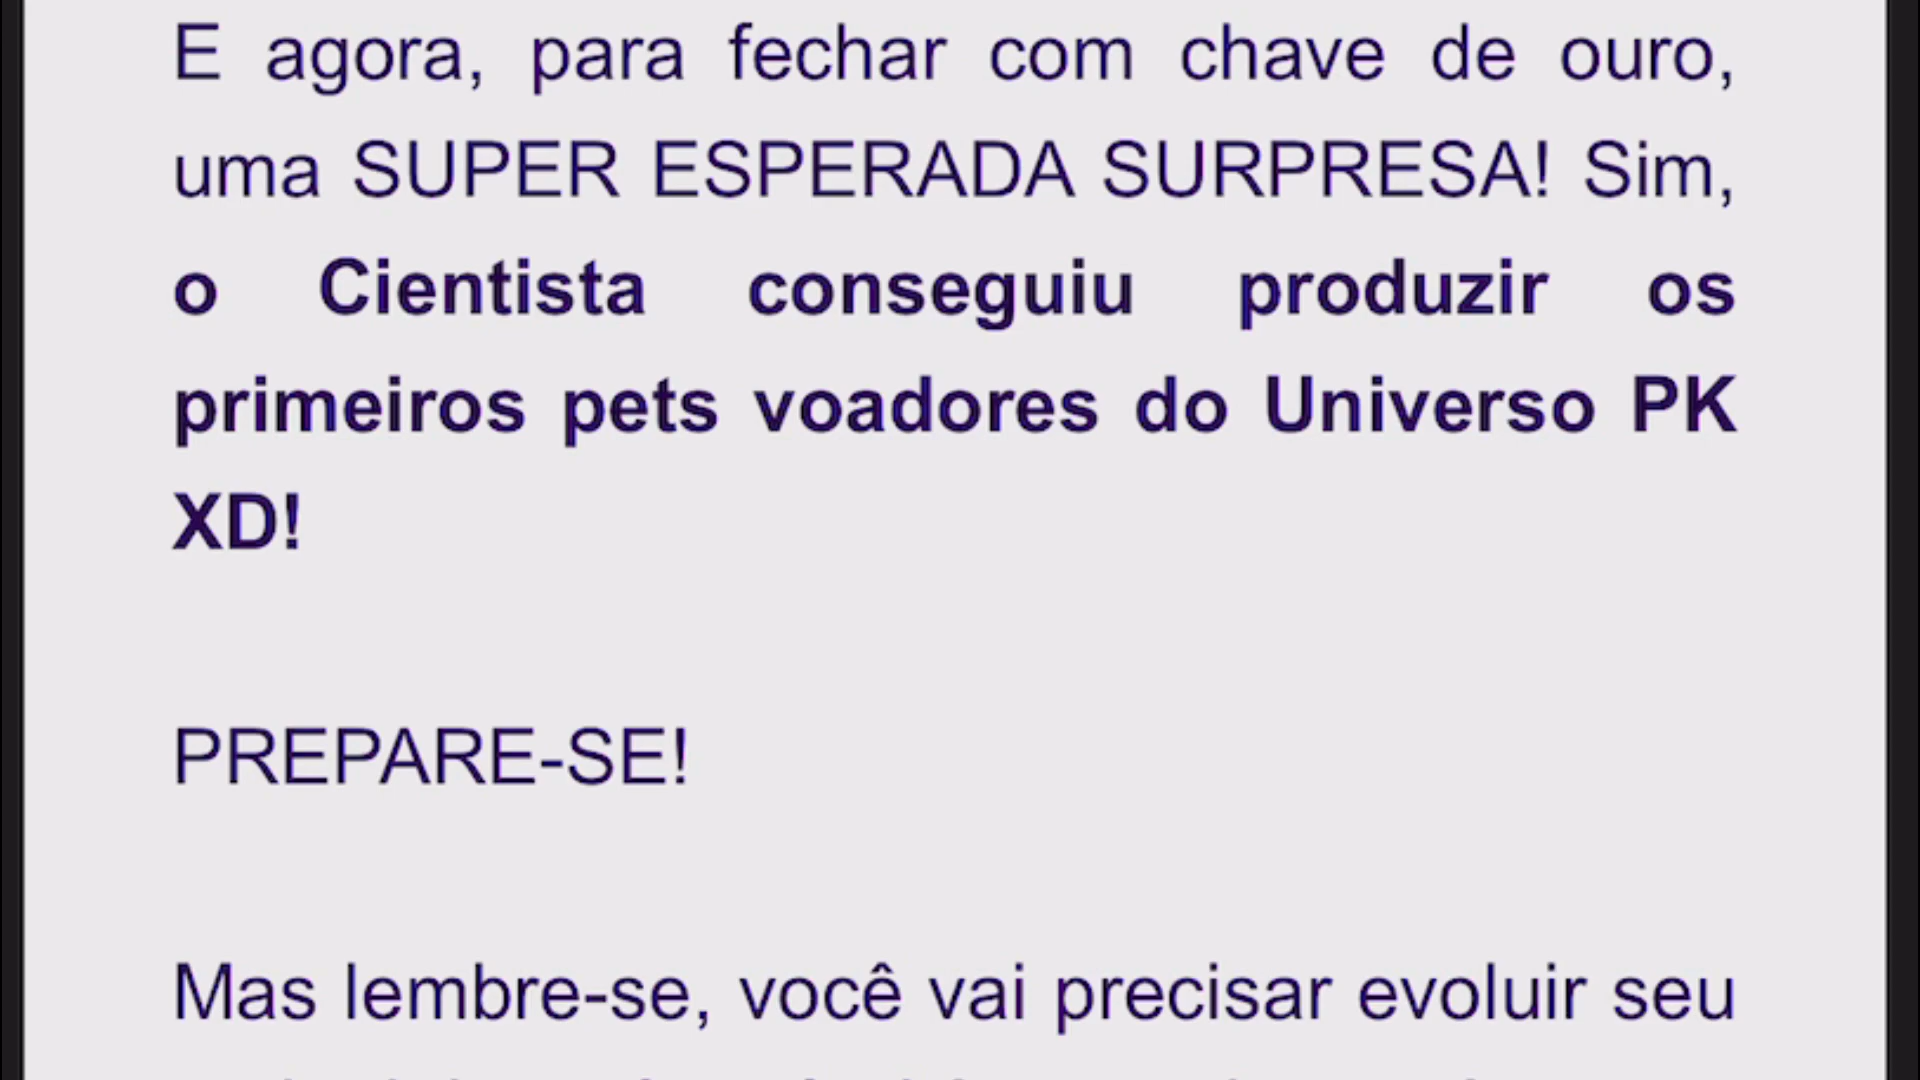 E agora, para fechar com chave de ouro,
uma SUPER ESPERADA SURPRESA! Sim,
o Cientista conseguiu produzir os
primeiros pets voadores do Universo PK
XD!
PREPARE-SE!
Mas lembre-se, você vai precisar evoluir seu